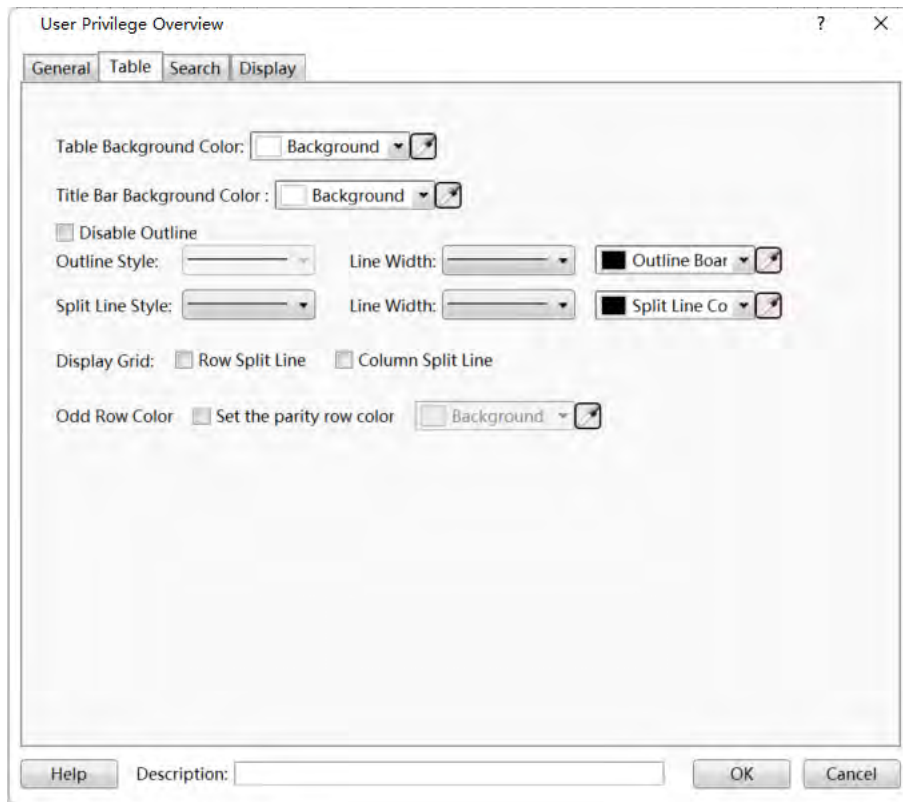 User Privilege Overview ?
General Table Search Display
Table Background Color: Background
Title Bar Background Color : Background
Disable Outline
Outline Style: Line Width: Outline Boar
Split Line Style: Line Width: Split Line Co
Display Grid: Row Split Line Column Split Line
Odd Row Color Set the parity row color Background
Help Description: OK Cancel